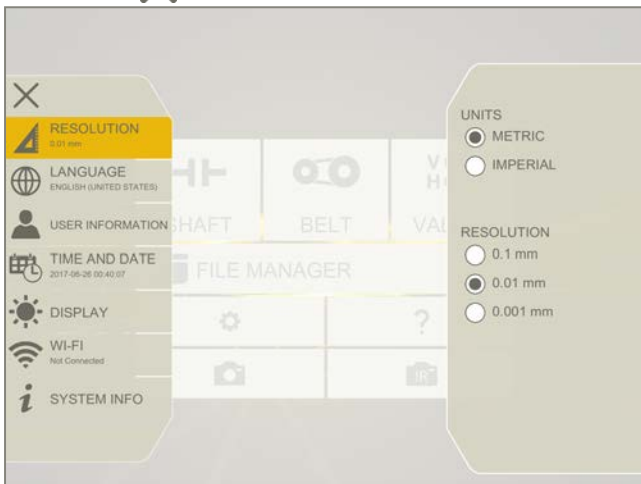 RESOLUTION
0.01 mm
LANGUAGE
ENGLISH (UNITED STATES)
USER INFORMATION
TIME AND DATE
2017-06-26 00:40:07
DISPLAY
WI-FI
Not Connected
SYSTEM INFO
SHAFT
BELT
FILE MANAGER
?
IR
UNITS
METRIC
IMPERIAL
RESOLUTION
0.1 mm
0.01 mm
0.001 mm